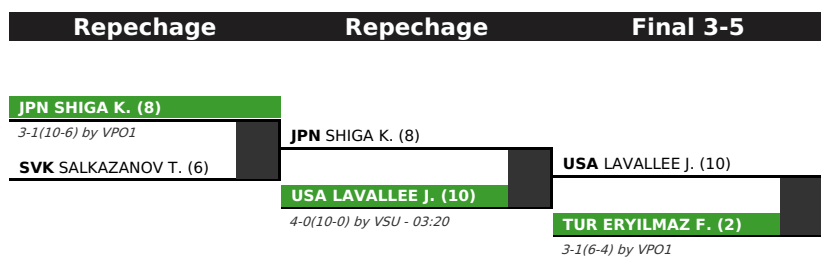 Repechage
Repechage
Final 3-5
JPN SHIGA K. (8)
3-1(10-6) by VPO1
SVK SALKAZANOV T. (6)
JPN SHIGA K. (8)
USA LAVALLEE J. (10)
4-0(10-0) by VSU - 03:20
USA LAVALLEE J. (10)
TUR ERYILMAZ F. (2)
3-1(6-4) by VPO1